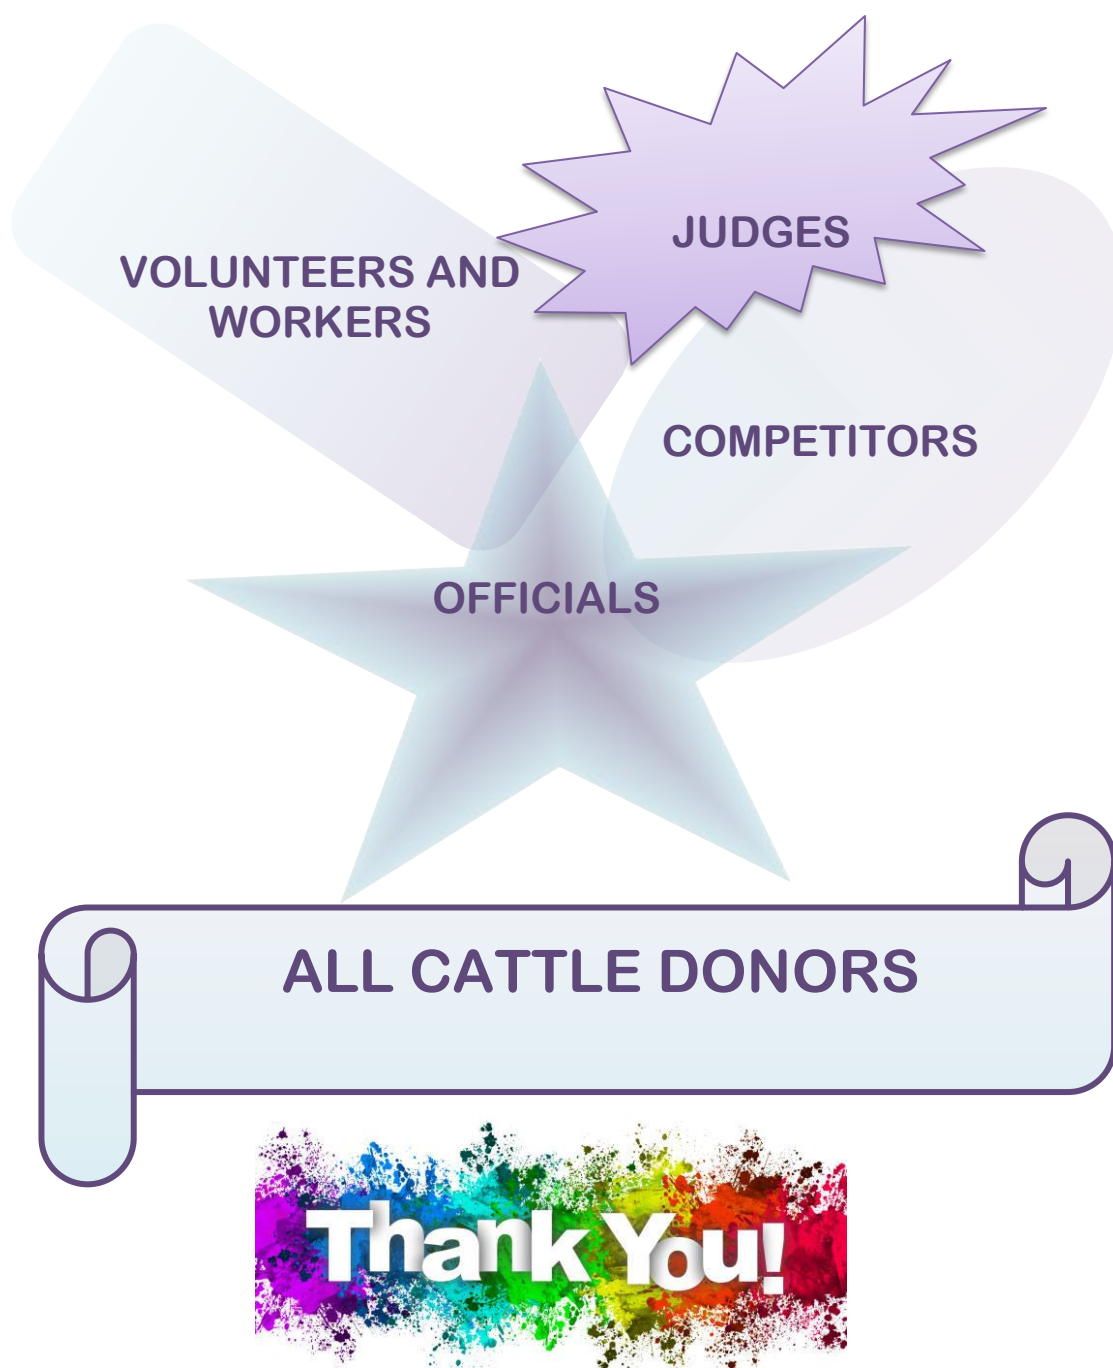 JUDGES
VOLUNTEERS AND
WORKERS
COMPETITORS
OFFICIALS
ALL CATTLE DONORS
Thank You!